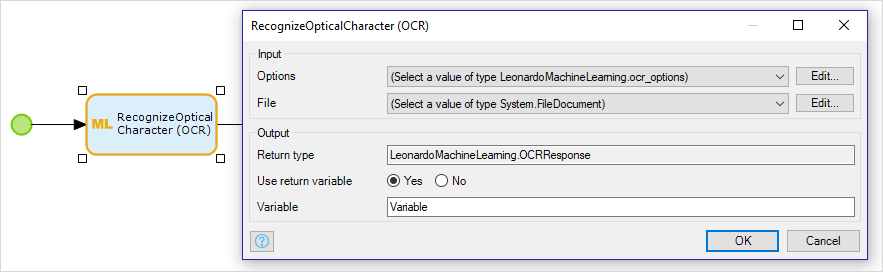 ML RecognizeOptical
Character (OCR)
RecognizeOpticalCharacter (OCR)
Input
Options (Select a value of type LeonardoMachineLearning.ocr_options) Edit...
File (Select a value of type System.FileDocument) Edit...
Output
Return type LeonardoMachineLearning.OCRResponse
Use return variable Yes No
Variable Variable
? OK Cancel